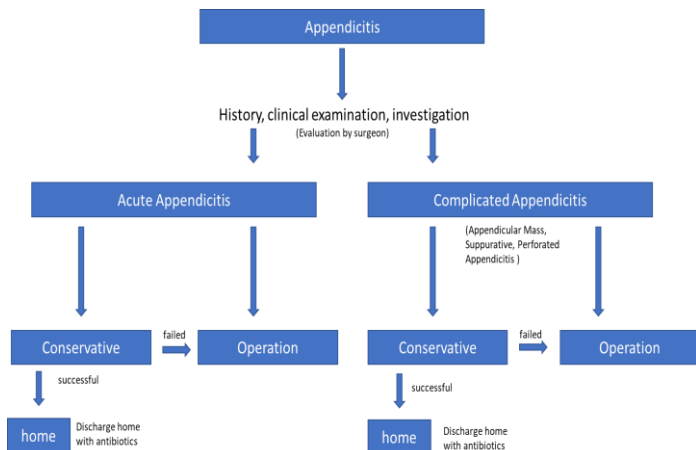 Appendicitis
History, clinical examination, investigation
(Evaluation by surgeon)
Acute Appendicitis
Complicated Appendicitis
(Appendicular Mass,
Suppurative, Perforated
Appendicitis )
Conservative
failed
Operation
Conservative
failed
Operation
successful
successful
home
Discharge home
with antibiotics
home
Discharge home
with antibiotics